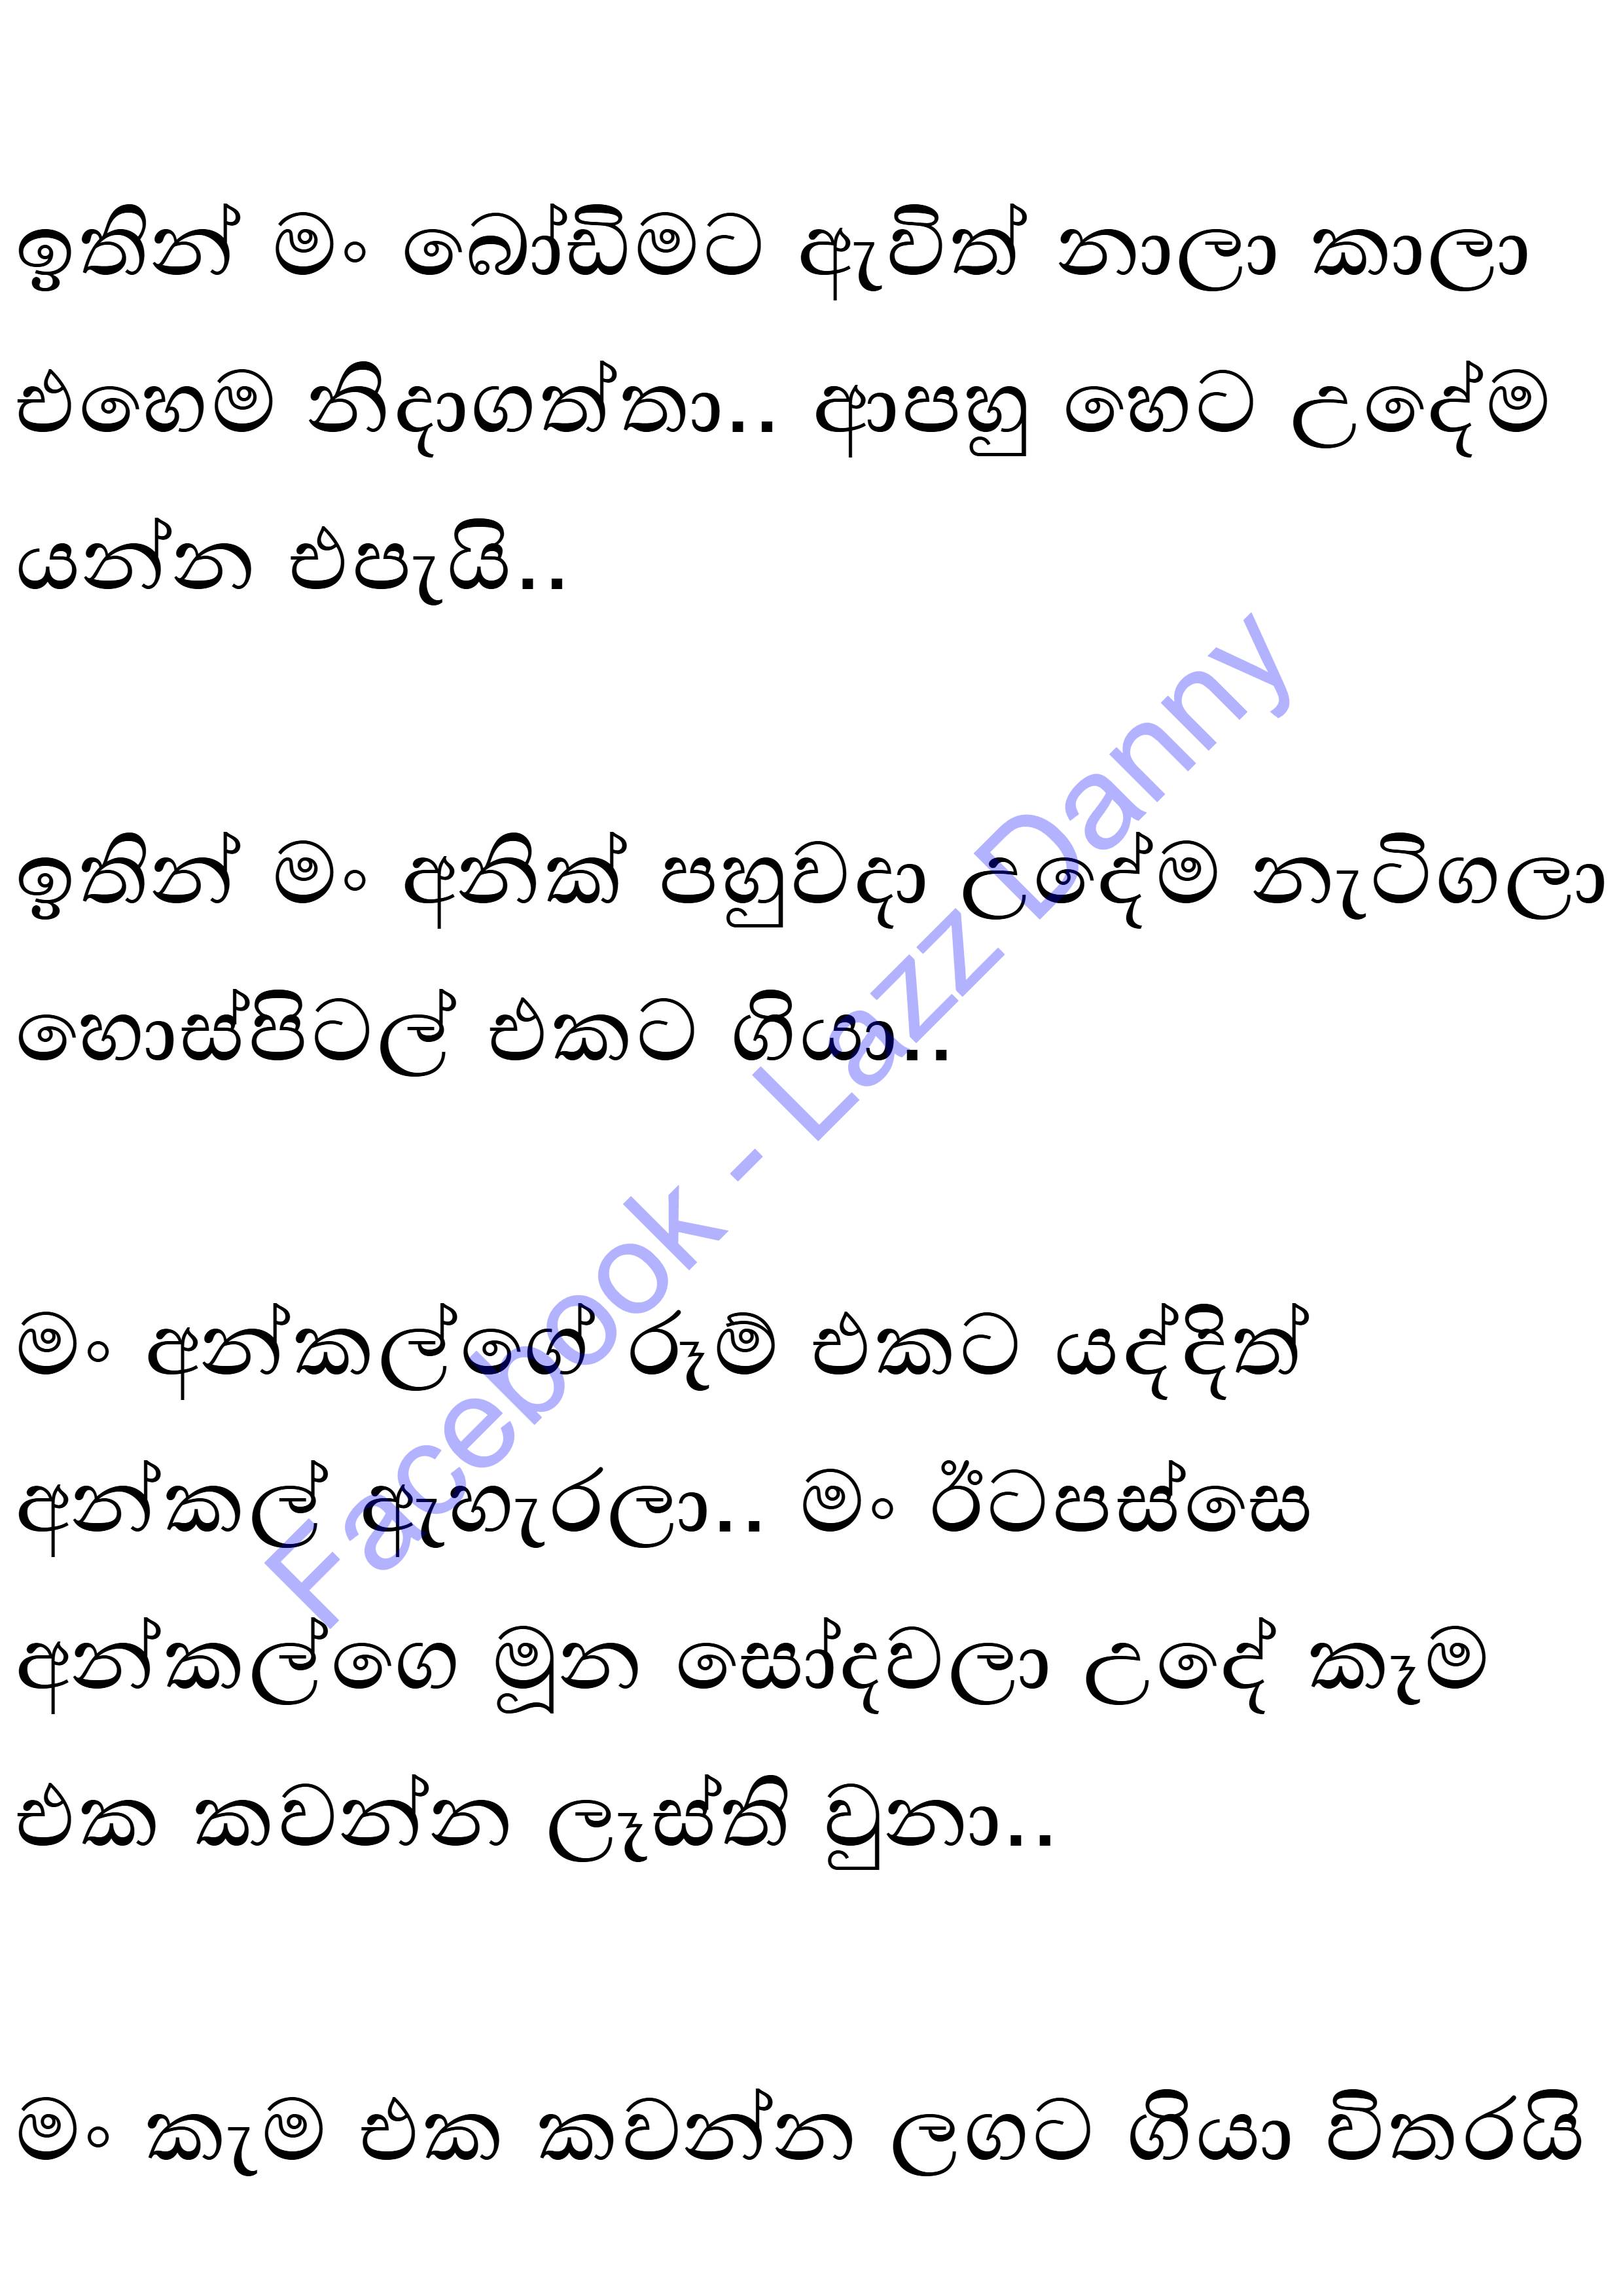 ඉතින් මං බෝඩිමට ඇවිත් නාලා කාලා
එහෙම නිදාගත්තා.. ආපහු හෙට උදේම
යන්න එපැයි..
ඉතින් මං අනික් පහුවදා උදේම නැටිගලා
හොස්පිටල් එකට ගියා..
මං අන්කල්ගේ රූම් එකට යද්දිත්
අන්කල් ඇහැරලා.. මං ඊටපස්සෙ
අන්කල්ගෙ මූන සෝදවලා උදේ කෑම
එක කවන්න ලෑස්ති වුනා..
මං කැම එක කවන්න ලගට ගියා විතරයි
Facebook - Lazz Danny